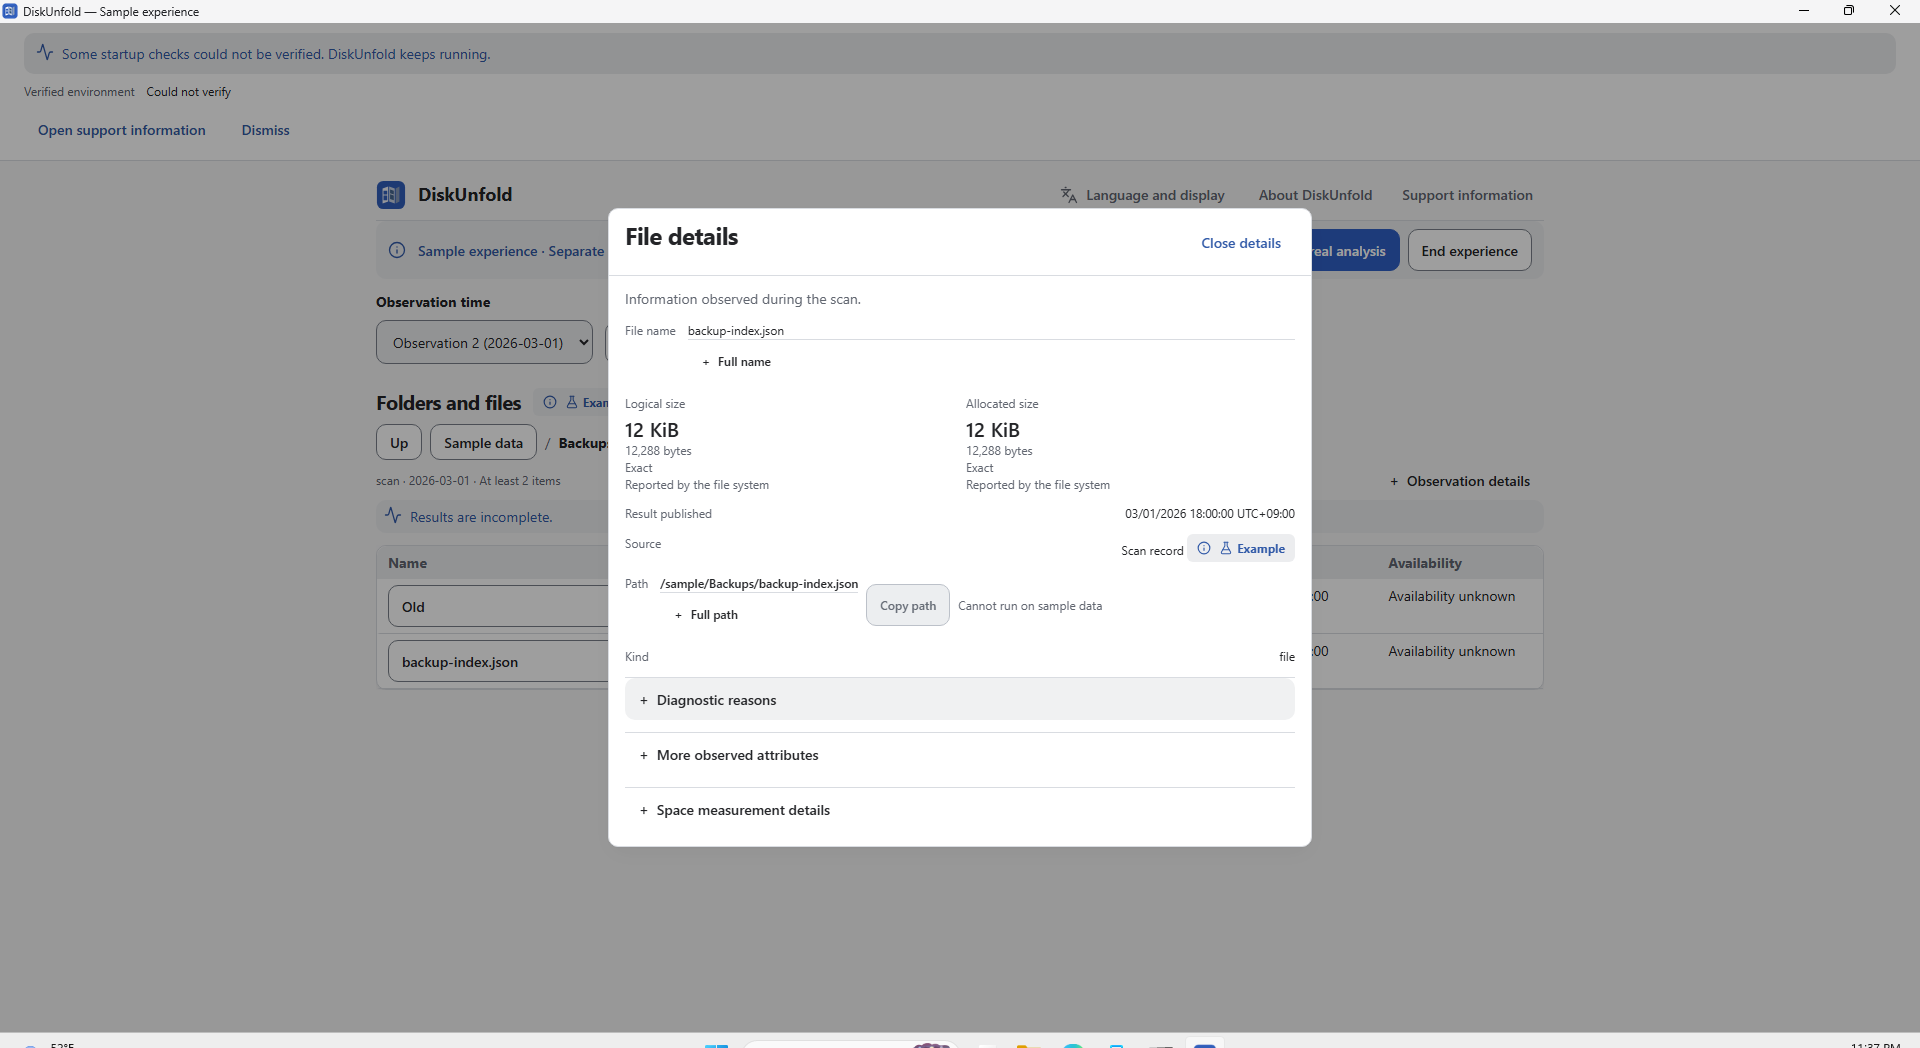 DiskUnfold — Sample experience
Some startup checks could not be verified. DiskUnfold keeps running.
Verified environment Could not verify
Open support information Dismiss
DiskUnfold
Language and display About DiskUnfold Support information
Sample experience · Separate
real analysis End experience
Observation time
Observation 2 (2026-03-01)
Folders and files
Up Sample data /
scan · 2026-03-01 · At least 2 items
+ Observation details
Results are incomplete.
Name Availability
Old :00 Availability unknown
backup-index.json :00 Availability unknown
File details
Close details
Information observed during the scan.
File name backup-index.json
+ Full name
Logical size Allocated size
12 KiB 12 KiB
12,288 bytes 12,288 bytes
Exact Exact
Reported by the file system Reported by the file system
Result published 03/01/2026 18:00:00 UTC+09:00
Source Scan record Example
Path /sample/Backups/backup-index.json
Copy path Cannot run on sample data
+ Full path
Kind file
+ Diagnostic reasons
+ More observed attributes
+ Space measurement details